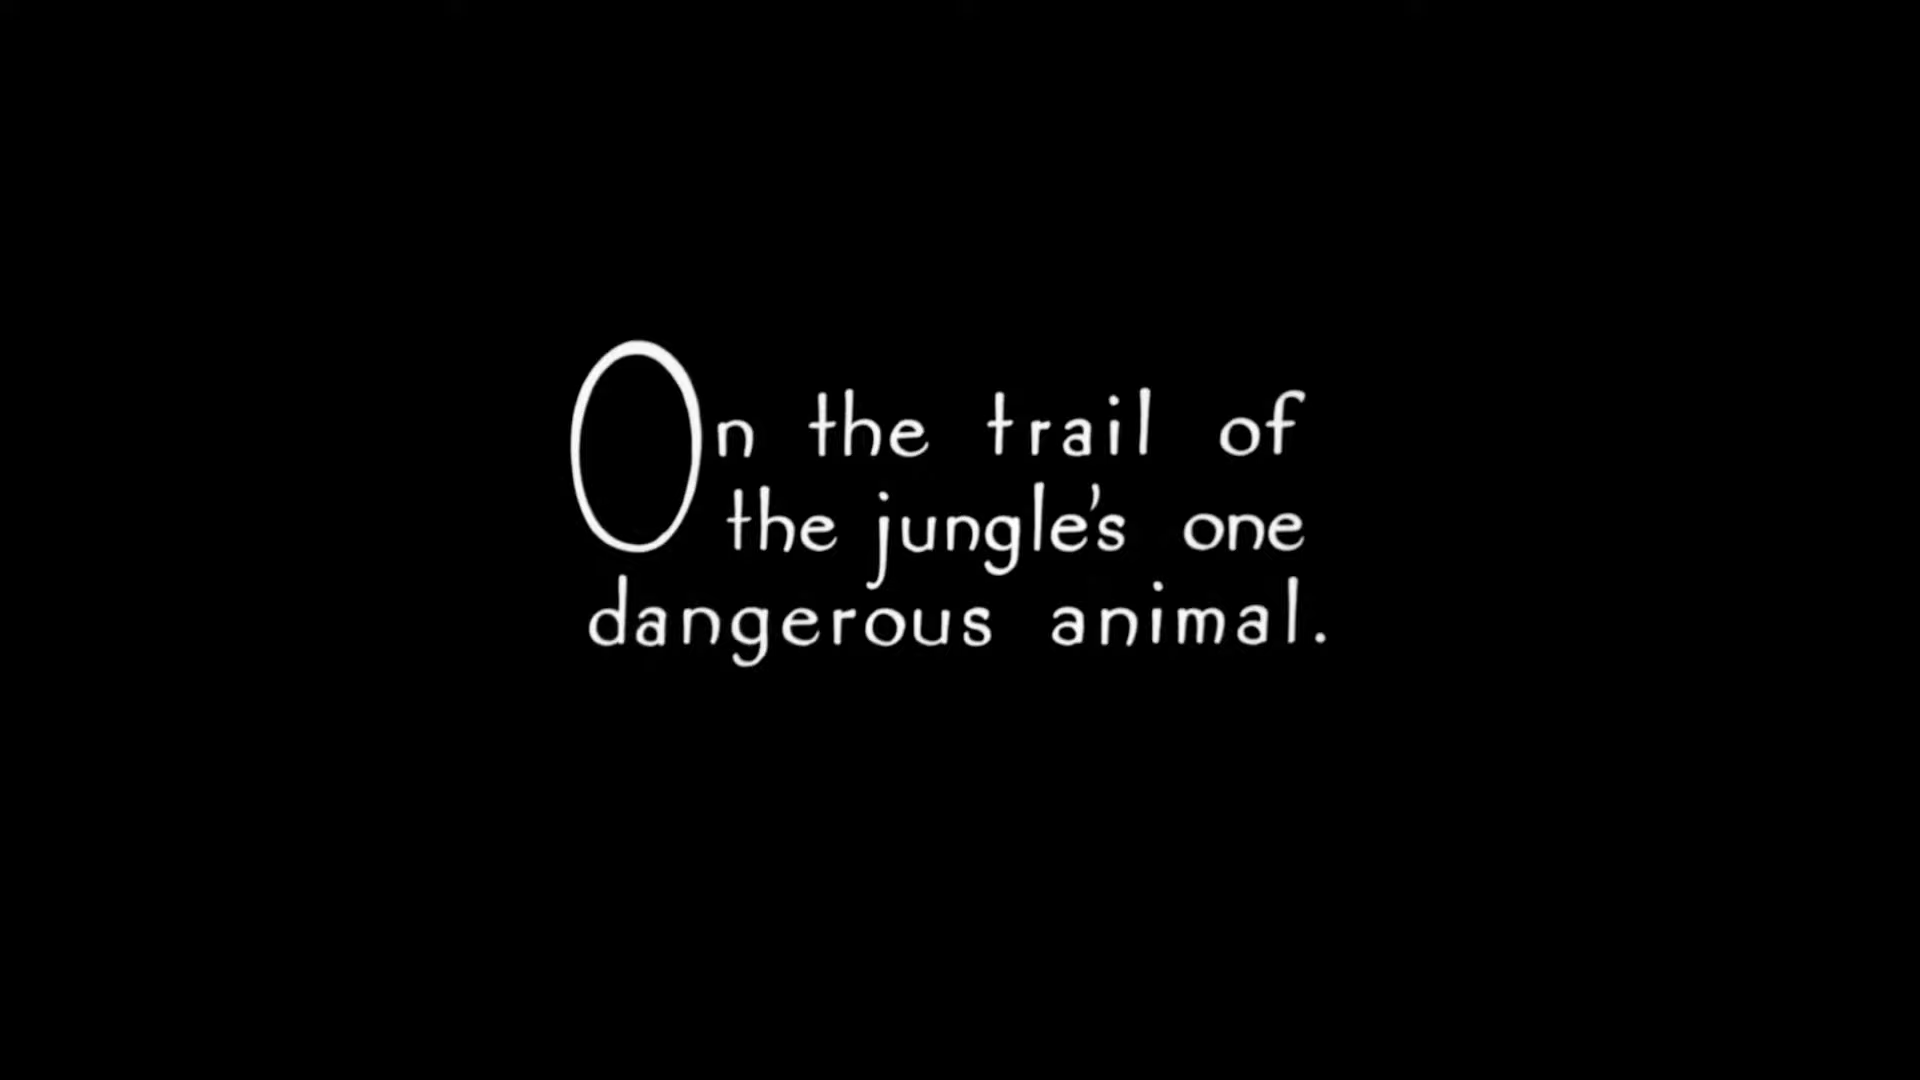 On the trail of
the jungle's one
dangerous animal.